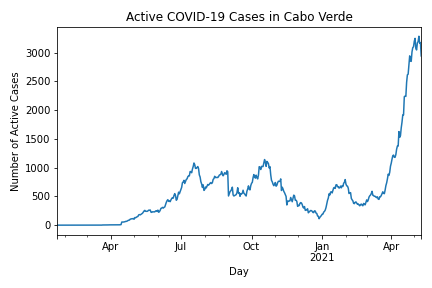 Active COVID-19 Cases in Cabo Verde
Number of Active Cases
3000
2500
2000
1500
1000
500
0
Apr
Jul
Oct
Jan
2021
Apr
Day